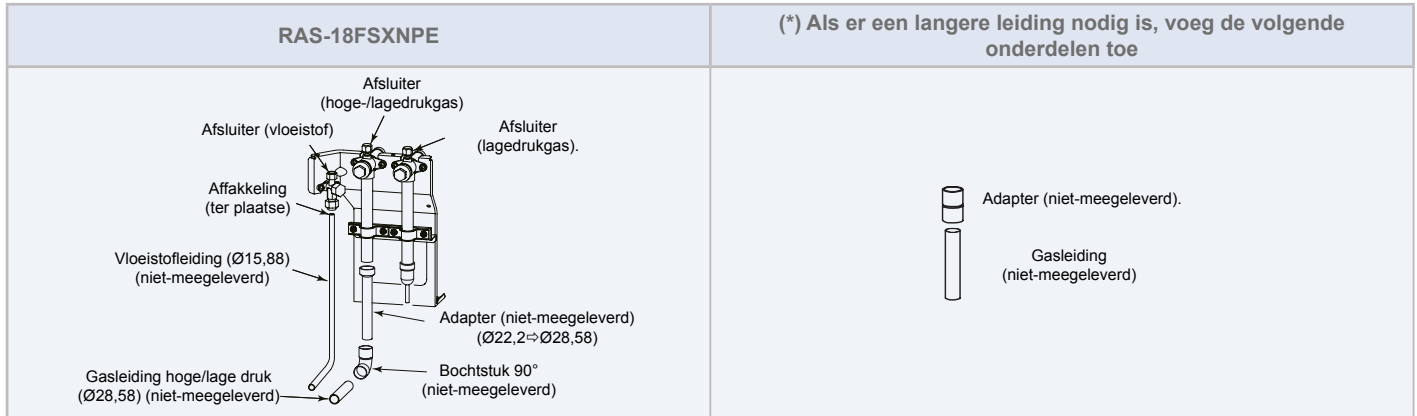 RAS-18FSXNPE
(*) Als er een langere leiding nodig is, voeg de volgende
onderdelen toe
Afsluiter
(hoge-/lagedrukgas)
Afsluiter (vloeistof)
Afsluiter
(lagedrukgas).
Affakkeling
(ter plaatse)
Vloeistofleiding (Ø15,88)
(niet-meegeleverd)
Adapter (niet-meegeleverd)
(Ø22,2⇨Ø28,58)
Bochtstuk 90°
(niet-meegeleverd)
Gasleiding hoge/lage druk
(Ø28,58) (niet-meegeleverd)
Adapter (niet-meegeleverd).
Gasleiding
(niet-meegeleverd)